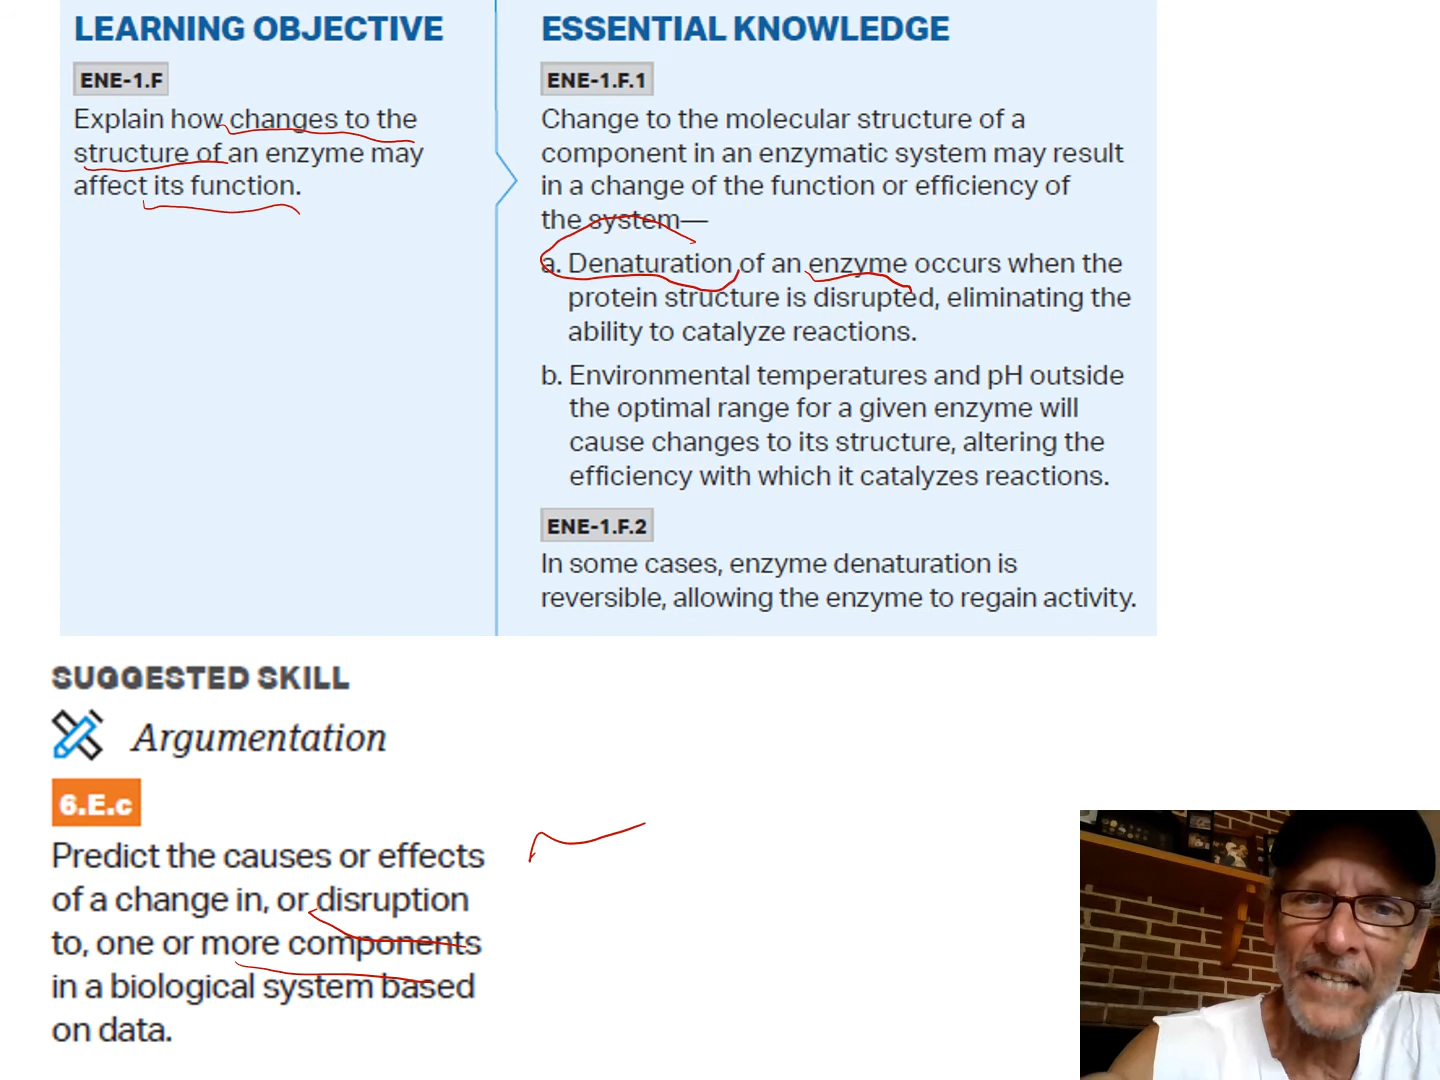 LEARNING OBJECTIVE
ENE-1.F
Explain how changes to the
structure of an enzyme may
affect its function.
ESSENTIAL KNOWLEDGE
ENE-1.F.1
Change to the molecular structure of a
component in an enzymatic system may result
in a change of the function or efficiency of
the system—
a. Denaturation of an enzyme occurs when the
protein structure is disrupted, eliminating the
ability to catalyze reactions.
b. Environmental temperatures and pH outside
the optimal range for a given enzyme will
cause changes to its structure, altering the
efficiency with which it catalyzes reactions.
ENE-1.F.2
In some cases, enzyme denaturation is
reversible, allowing the enzyme to regain activity.
SUGGESTED SKILL
Argumentation
6.E.c
Predict the causes or effects
of a change in, or disruption
to, one or more components
in a biological system based
on data.